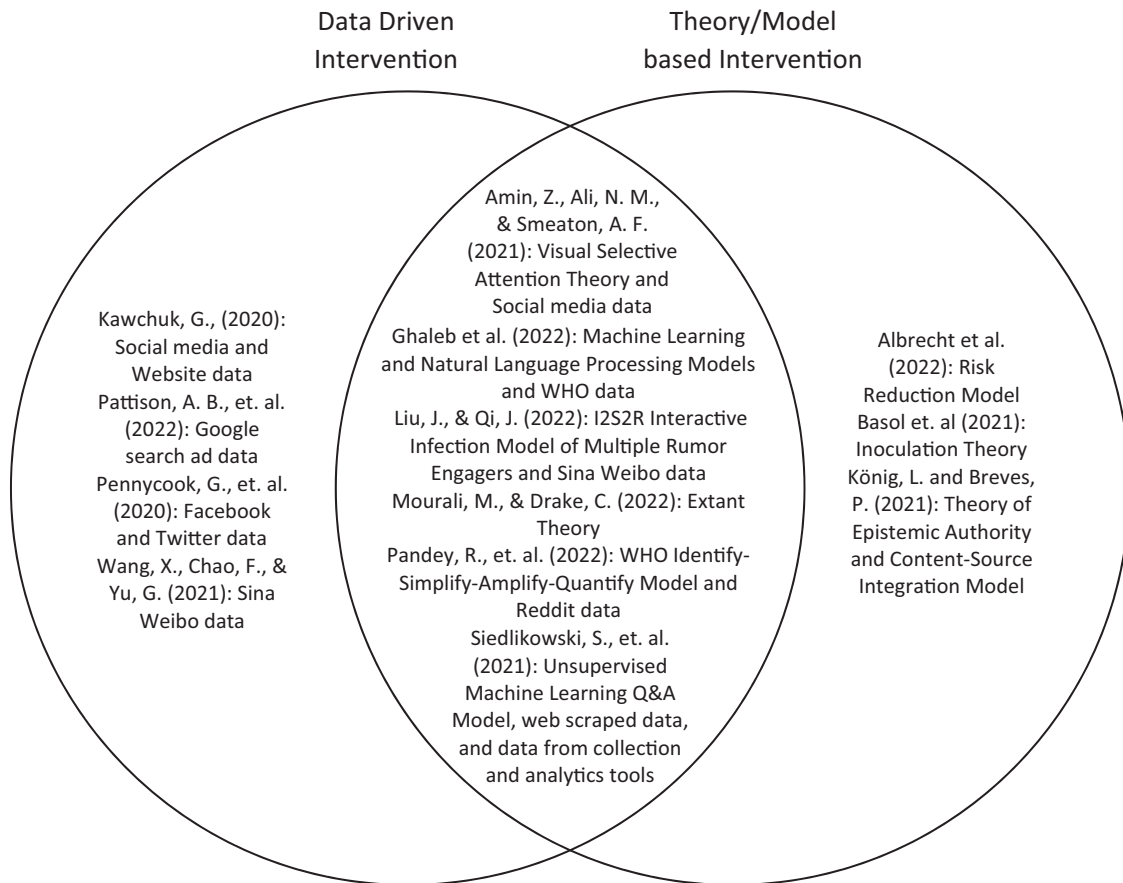 Data Driven
Intervention
Theory/Model
based Intervention
Kawchuk, G., (2020):
Social media and
Website data
Pattison, A. B., et. al.
(2022): Google
search ad data
Pennycook, G., et. al.
(2020): Facebook
and Twitter data
Wang, X., Chao, F., &
Yu, G. (2021): Sina
Weibo data
Amin, Z., Ali, N. M.,
& Smeaton, A. F.
(2021): Visual Selective
Attention Theory and
Social media data
Ghaleb et al. (2022): Machine Learning
and Natural Language Processing Models
and WHO data
Liu, J., & Qi, J. (2022): I2S2R Interactive
Infection Model of Multiple Rumor
Engagers and Sina Weibo data
Mourali, M., & Drake, C. (2022): Extant
Theory
Pandey, R., et. al. (2022): WHO Identify-
Simplify-Amplify-Quantify Model and
Reddit data
Siedlikowski, S., et. al.
(2021): Unsupervised
Machine Learning Q&A
Model, web scraped data,
and data from collection
and analytics tools
Albrecht et al.
(2022): Risk
Reduction Model
Basol et. al (2021):
Inoculation Theory
König, L. and Breves,
P. (2021): Theory of
Epistemic Authority
and Content-Source
Integration Model